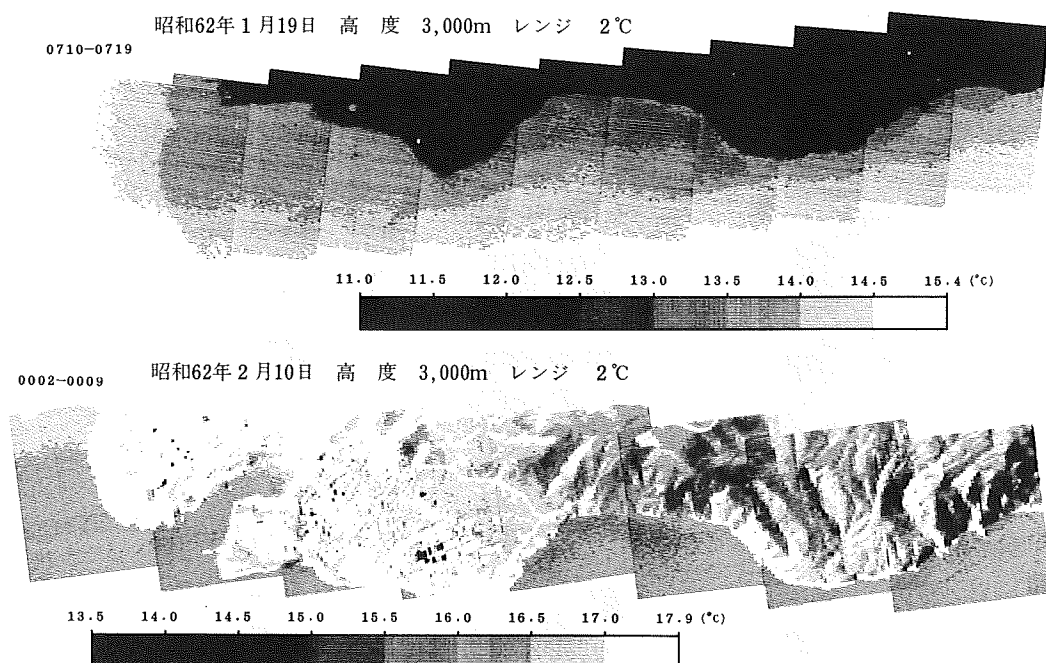 昭和62年1月19日 高 度 3,000m レンジ 2℃
0710-0719
11.0 11.5 12.0 12.5 13.0 13.5 14.0 14.5 15.4 (℃)
昭和62年2月10日 高 度 3,000m レンジ 2℃
0002-0009
13.5 14.0 14.5 15.0 15.5 16.0 16.5 17.0 17.9 (℃)